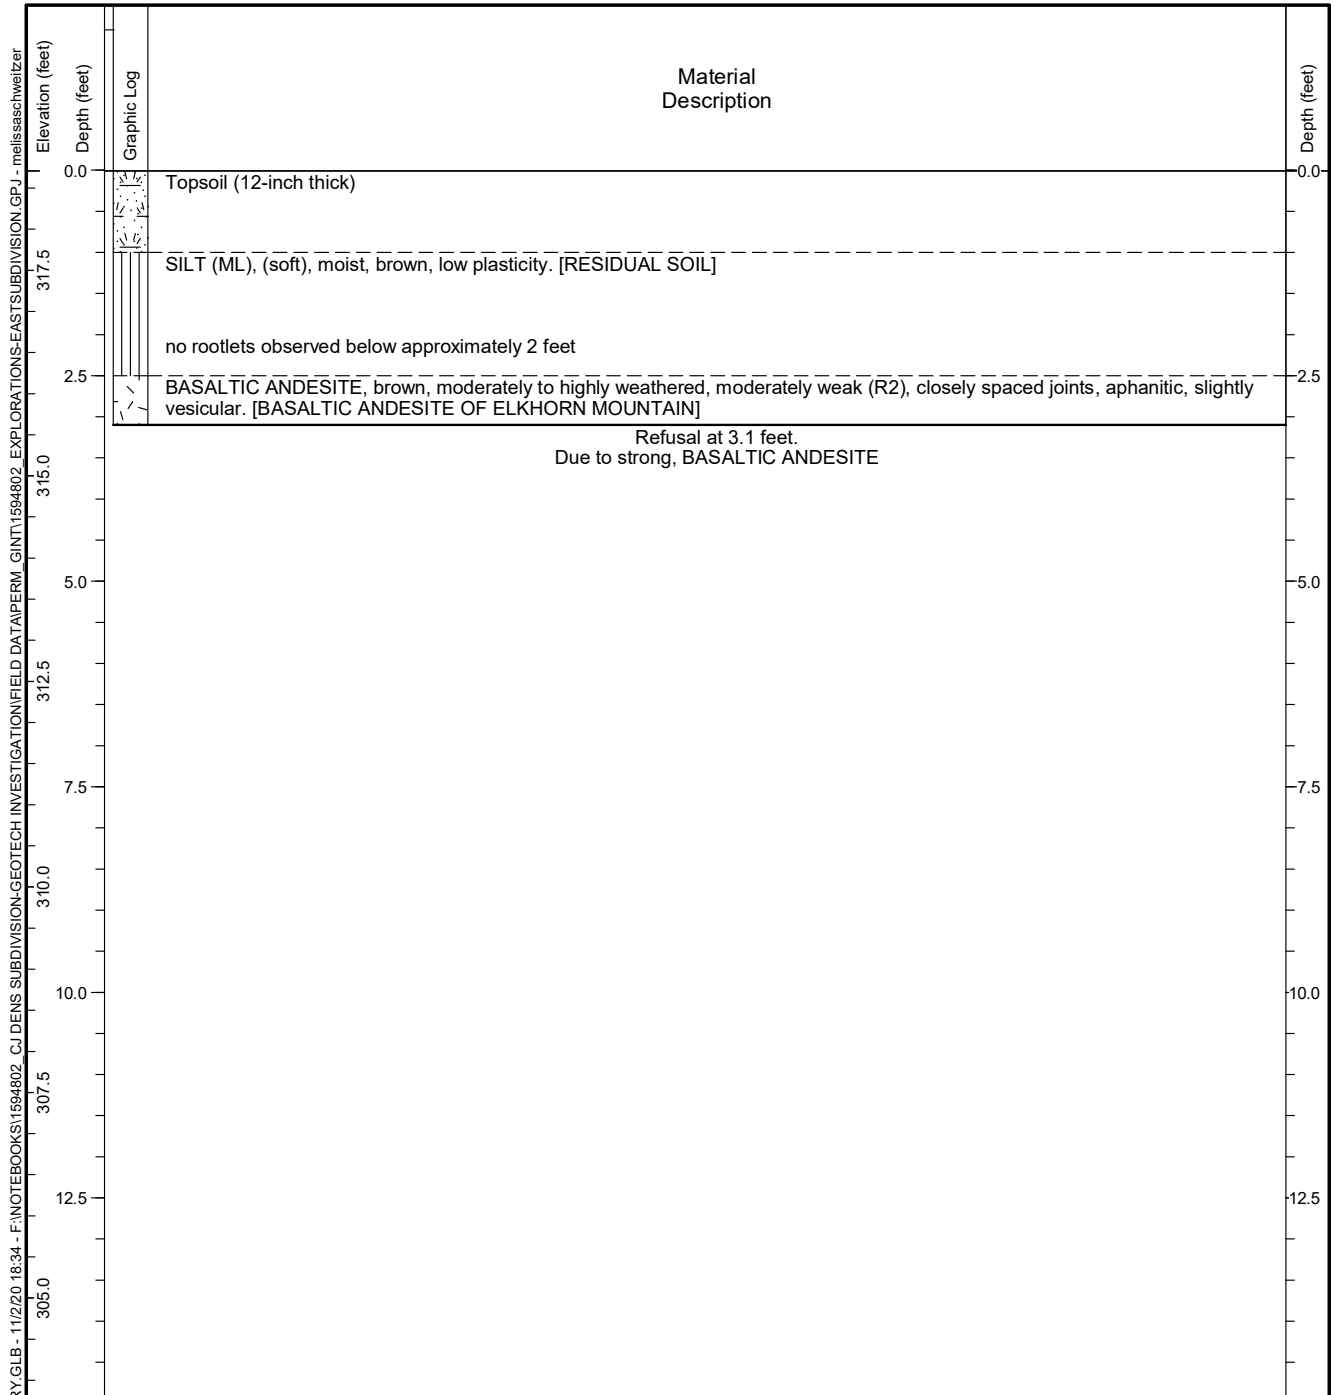 RY.GLB - 11/2/20 18:34 - F:\NOTEBOOKS\1594802_CJ DENS SUBDIVISION-GEOTECH INVESTIGATION\FIELD DATA\PERM_GINT\1594802_EXPLORATIONS-EASTSUBDIVISION.GPJ - melissaschweitzer
Elevation (feet)
Depth (feet)
Graphic Log
Material
Description
Depth (feet)
0.0
Topsoil (12-inch thick)
0.0
317.5
SILT (ML), (soft), moist, brown, low plasticity. [RESIDUAL SOIL]
no rootlets observed below approximately 2 feet
2.5
BASALTIC ANDESITE, brown, moderately to highly weathered, moderately weak (R2), closely spaced joints, aphanitic, slightly
vesicular. [BASALTIC ANDESITE OF ELKHORN MOUNTAIN]
2.5
Refusal at 3.1 feet.
Due to strong, BASALTIC ANDESITE
315.0
5.0
5.0
312.5
7.5
7.5
310.0
10.0
10.0
307.5
12.5
12.5
305.0